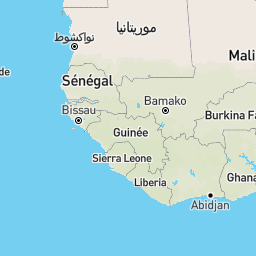 موريتانيا
نواكشوط
Mali
de
Sénégal
Bamako
Bissau
Burkina Fa
Guinée
Sierra Leone
Ghana
Liberia
Abidjan